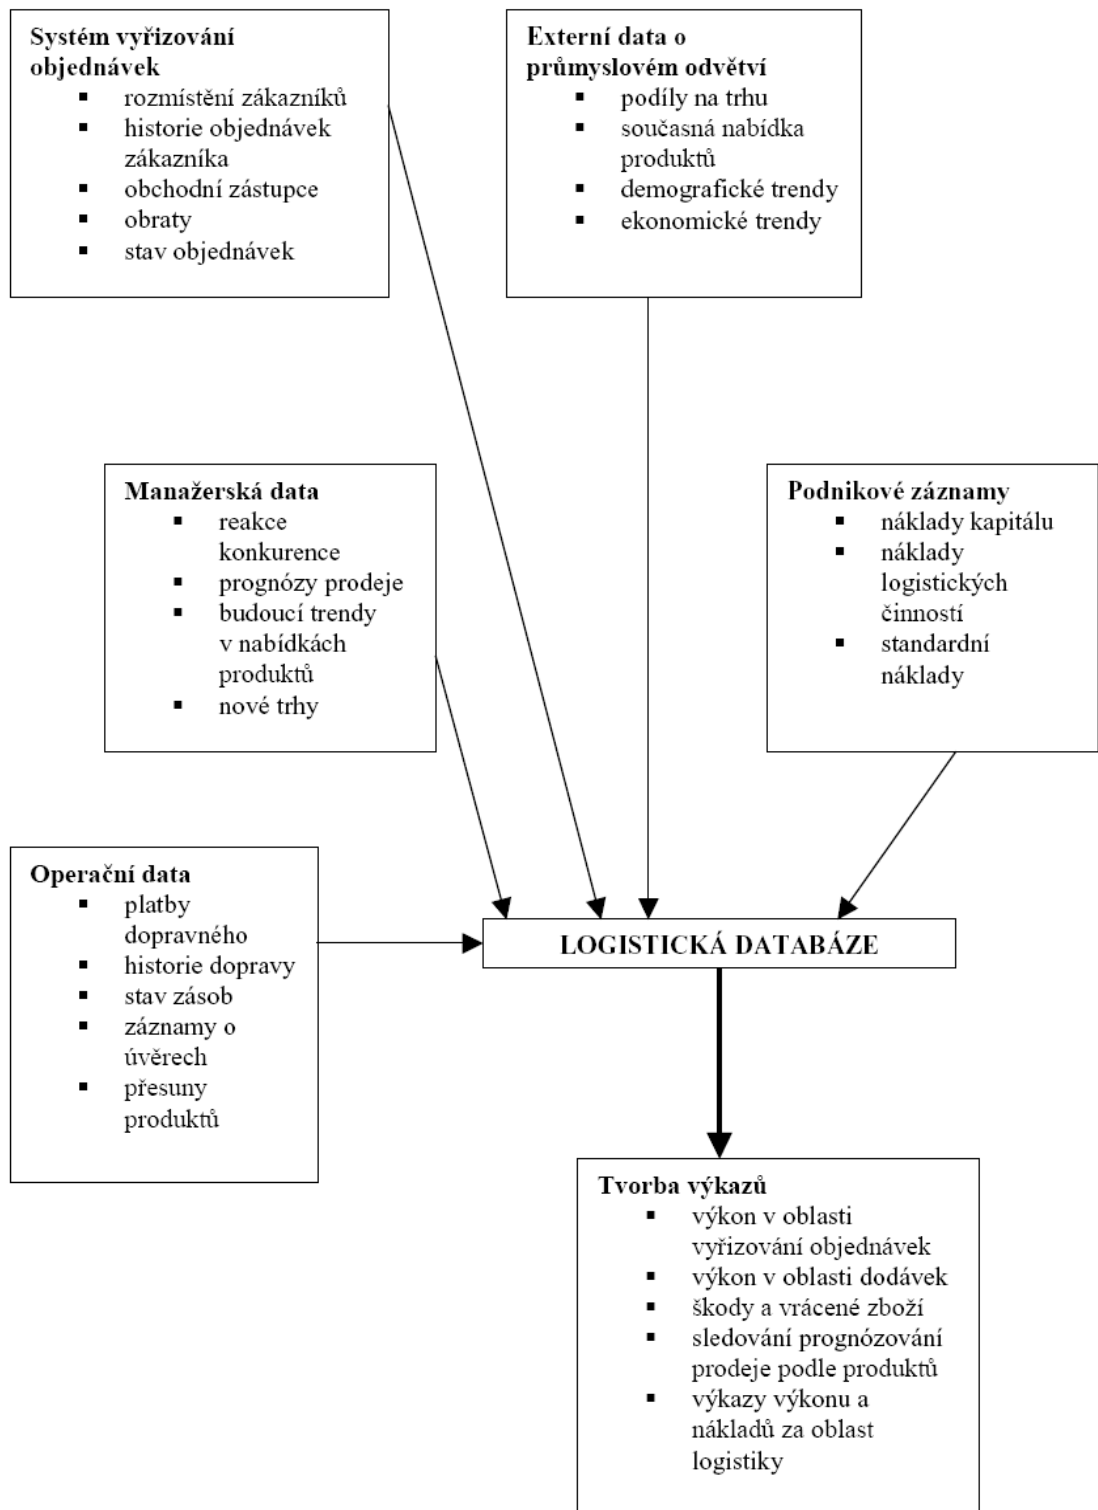 Systém vyřizování
objednávek
▪ rozmístění zákazníků
▪ historie objednávek
zákazníka
▪ obchodní zástupce
▪ obraty
▪ stav objednávek
Externí data o
průmyslovém odvětví
▪ podíly na trhu
▪ současná nabídka
produktů
▪ demografické trendy
▪ ekonomické trendy
Manažerská data
▪ reakce
konkurence
▪ prognózy prodeje
▪ budoucí trendy
v nabídkách
produktů
▪ nové trhy
Podnikové záznamy
▪ náklady kapitálu
▪ náklady
logistických
činností
▪ standardní
náklady
Operační data
▪ platby
dopravného
▪ historie dopravy
▪ stav zásob
▪ záznamy o
úvěrech
▪ přesuny
produktů
LOGISTICKÁ DATABÁZE
Tvorba výkazů
▪ výkon v oblasti
vyřizování objednávek
▪ výkon v oblasti dodávek
▪ škody a vrácené zboží
▪ sledování prognózování
prodeje podle produktů
▪ výkazy výkonu a
nákladů za oblast
logistiky